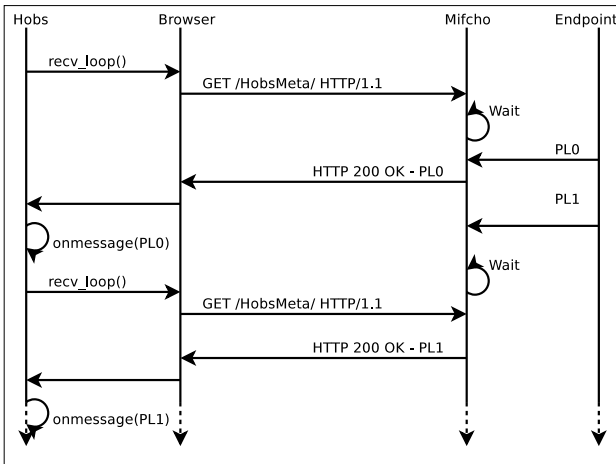 Hobs Browser Mifcho Endpoint
recv_loop()
GET /HobsMeta/ HTTP/1.1
Wait
PL0
HTTP 200 OK - PL0
PL1
onmessage(PL0)
Wait
recv_loop()
GET /HobsMeta/ HTTP/1.1
HTTP 200 OK - PL1
onmessage(PL1)